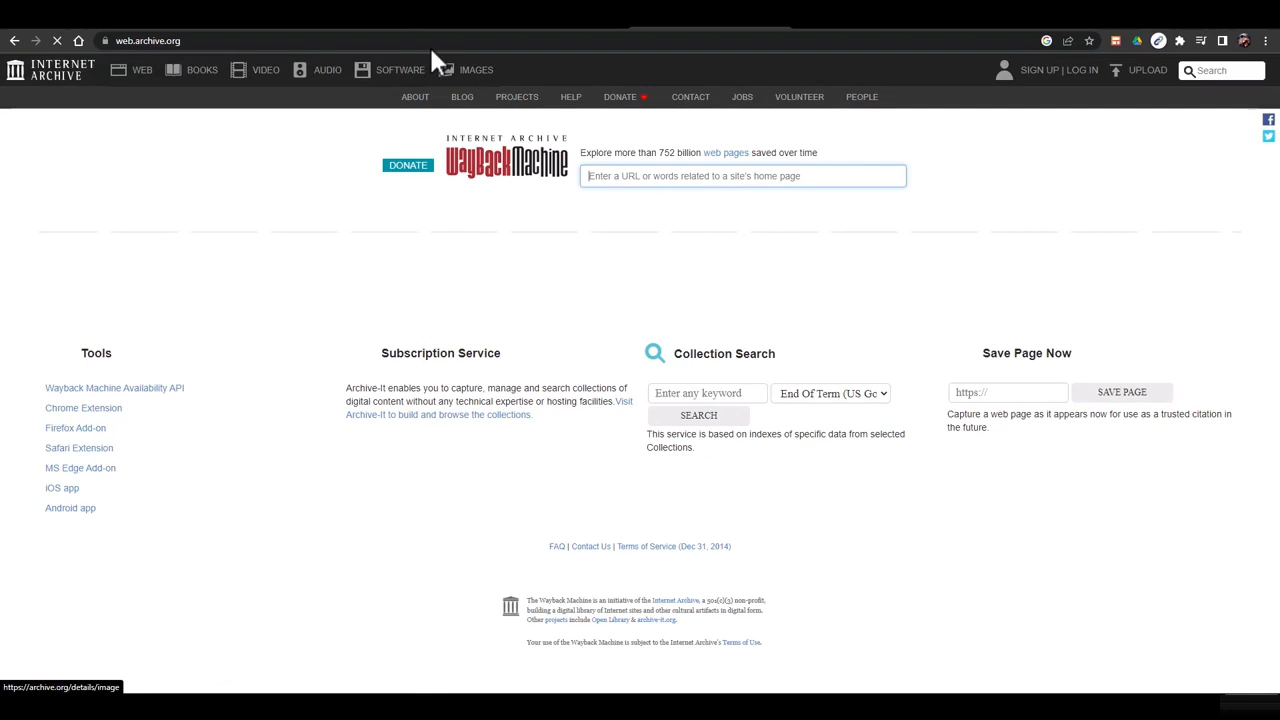 web.archive.org
INTERNET ARCHIVE
WEB
BOOKS
VIDEO
AUDIO
SOFTWARE
IMAGES
SIGN UP | LOG IN
UPLOAD
Search
ABOUT
BLOG
PROJECTS
HELP
DONATE
CONTACT
JOBS
VOLUNTEER
PEOPLE
DONATE
INTERNET ARCHIVE
WayBackMachine
Explore more than 752 billion web pages saved over time
Enter a URL or words related to a site's home page
Tools
Wayback Machine Availability API
Chrome Extension
Firefox Add-on
Safari Extension
MS Edge Add-on
iOS app
Android app
Subscription Service
Archive-It enables you to capture, manage and search collections of
digital content without any technical expertise or hosting facilities.Visit
Archive-It to build and browse the collections.
Collection Search
Enter any keyword
End Of Term (US Gc
SEARCH
This service is based on indexes of specific data from selected
Collections.
Save Page Now
https://
SAVE PAGE
Capture a web page as it appears now for use as a trusted citation in
the future.
FAQ | Contact Us | Terms of Service (Dec 31, 2014)
The Wayback Machine is an initiative of the Internet Archive, a 501(c)(3) non-profit,
building a digital library of Internet sites and other cultural artifacts in digital form.
Other projects include Open Library & archive-it.org.
Your use of the Wayback Machine is subject to the Internet Archive's Terms of Use.
https://archive.org/details/image